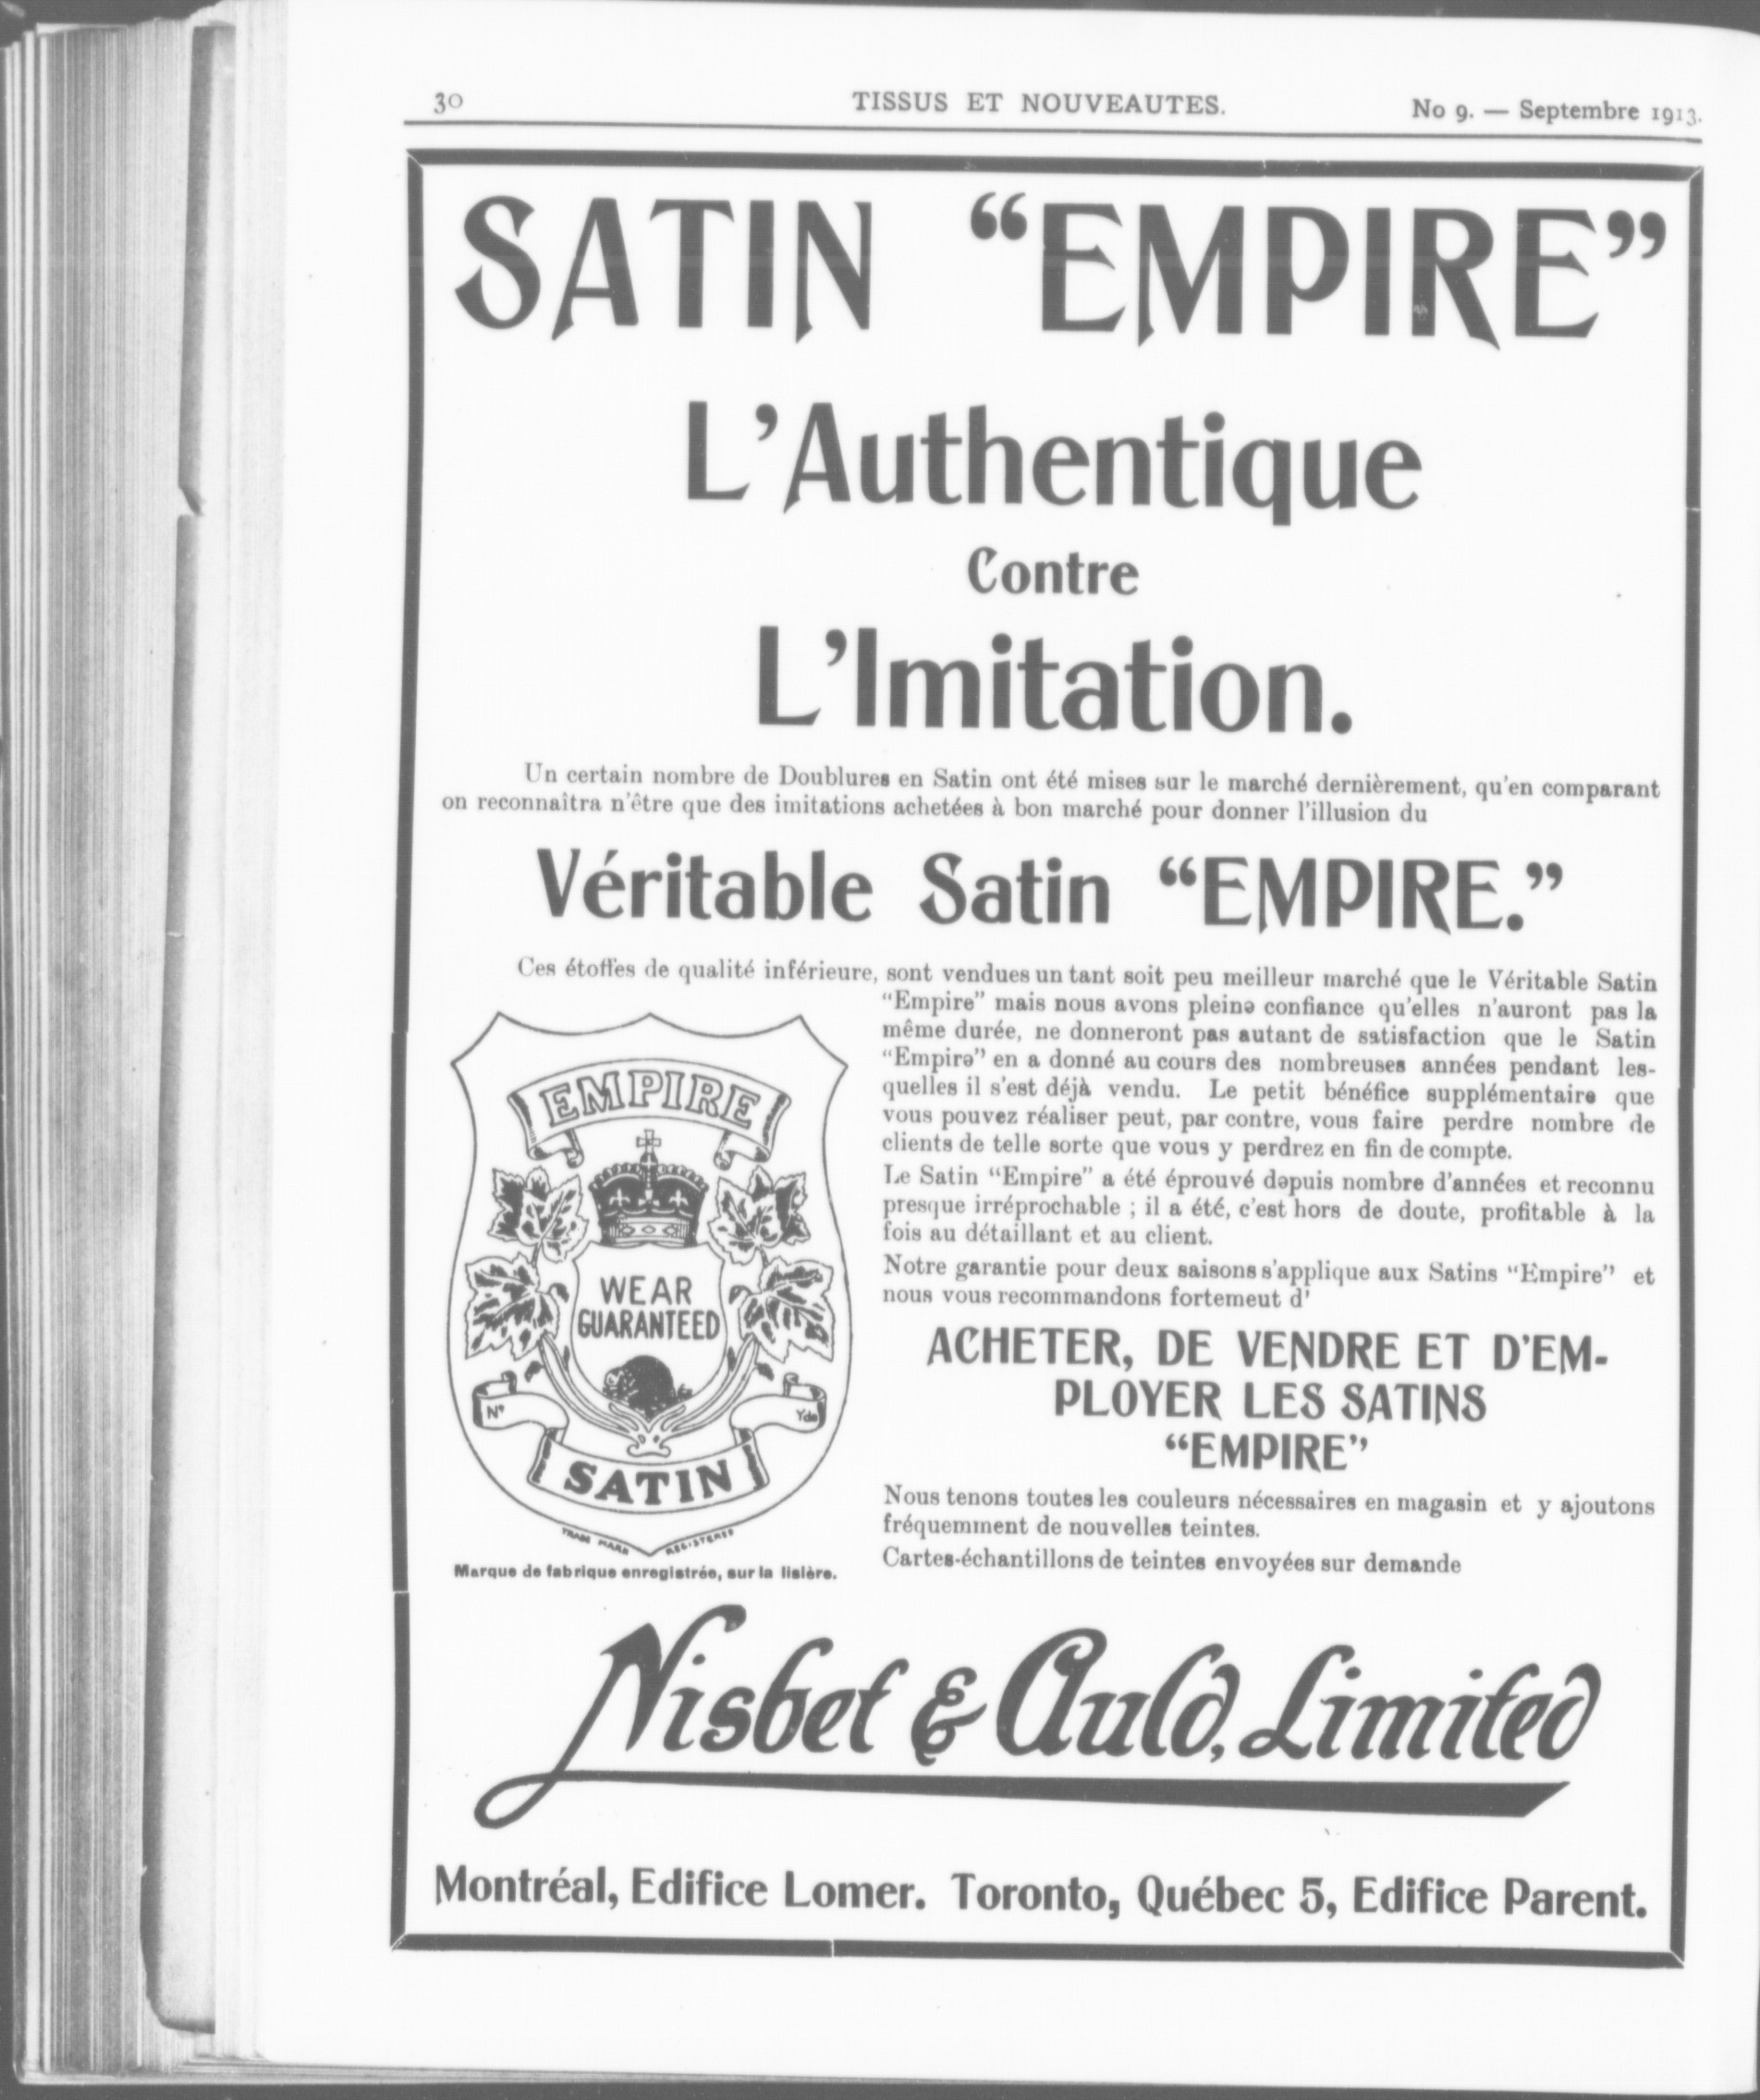 30 TISSUS ET NOUVEAUTES. No 9. — Septembre 1913.
SATIN “EMPIRE”
L’Authentique
Contre
L’Imitation.
Un certain nombre de Doublures en Satin ont été mises sur le marché dernièrement, qu’en comparant
on reconnaîtra n’être que des imitations achetées à bon marché pour donner l’illusion du
Véritable Satin “EMPIRE.”
Ces étoffes de qualité inférieure, sont vendues un tant soit peu meilleur marché que le Véritable Satin
“Empire” mais nous avons pleine confiance qu’elles n’auront pas la
même durée, ne donneront pas autant de satisfaction que le Satin
“Empire” en a donné au cours des nombreuses années pendant les-
quelles il s’est déjà vendu. Le petit bénéfice supplémentaire que
vous pouvez réaliser peut, par contre, vous faire perdre nombre de
clients de telle sorte que vous y perdrez en fin de compte.
Le Satin “Empire” a été éprouvé depuis nombre d’années et reconnu
presque irréprochable ; il a été, c’est hors de doute, profitable à la
fois au détaillant et au client.
Notre garantie pour deux saisons s’applique aux Satins “Empire” et
nous vous recommandons fortemeut d’
ACHETER, DE VENDRE ET D’EM-
PLOYER LES SATINS
“EMPIRE”
Nous tenons toutes les couleurs nécessaires en magasin et y ajoutons
fréquemment de nouvelles teintes.
Cartes-échantillons de teintes envoyées sur demande
EMPIRE
WEAR
GUARANTEED
No Yds
SATIN
TRADE MARK REGISTERED
Marque de fabrique enregistrée, sur la lisière.
Nisbet & Auld, Limited
Montréal, Edifice Lomer. Toronto, Québec 5, Edifice Parent.